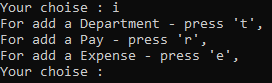 Your choise : i
For add a Department - press 't',
For add a Pay - press 'r',
For add a Expense - press 'e',
Your choise :